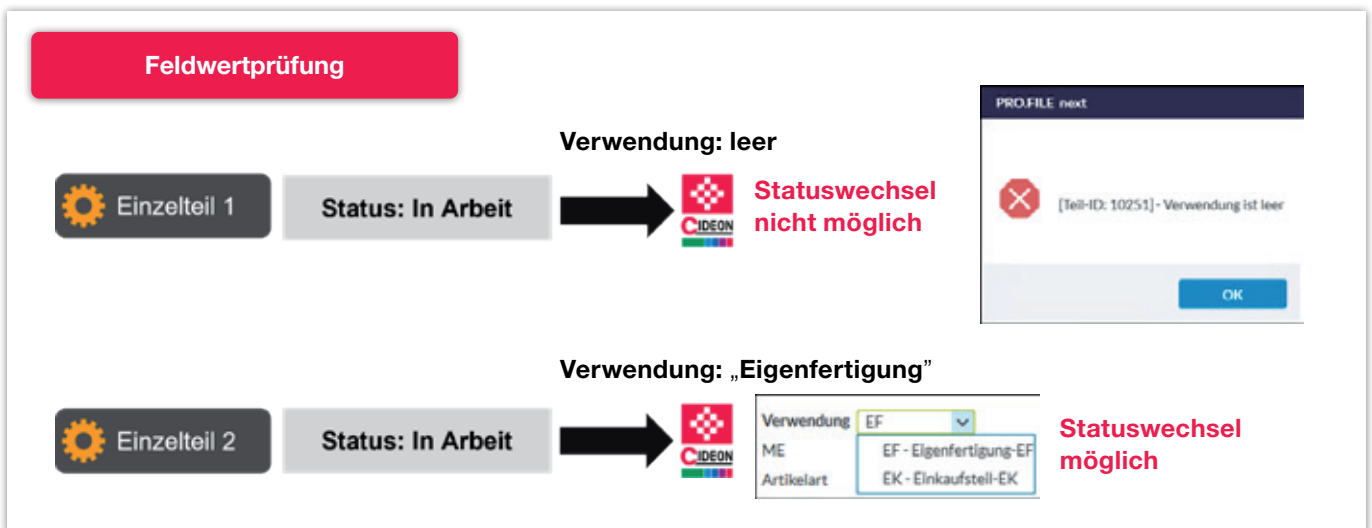 Feldwertprüfung
PRO.FILE next
Verwendung: leer
Einzelteil 1
Status: In Arbeit
CIDEON
Statuswechsel
nicht möglich
[Teil-ID: 10251] - Verwendung ist leer
OK
Verwendung: „Eigenfertigung”
Einzelteil 2
Status: In Arbeit
CIDEON
Verwendung EF
ME EF - Eigenfertigung-EF
Artikelart EK - Einkaufsteil-EK
Statuswechsel
möglich